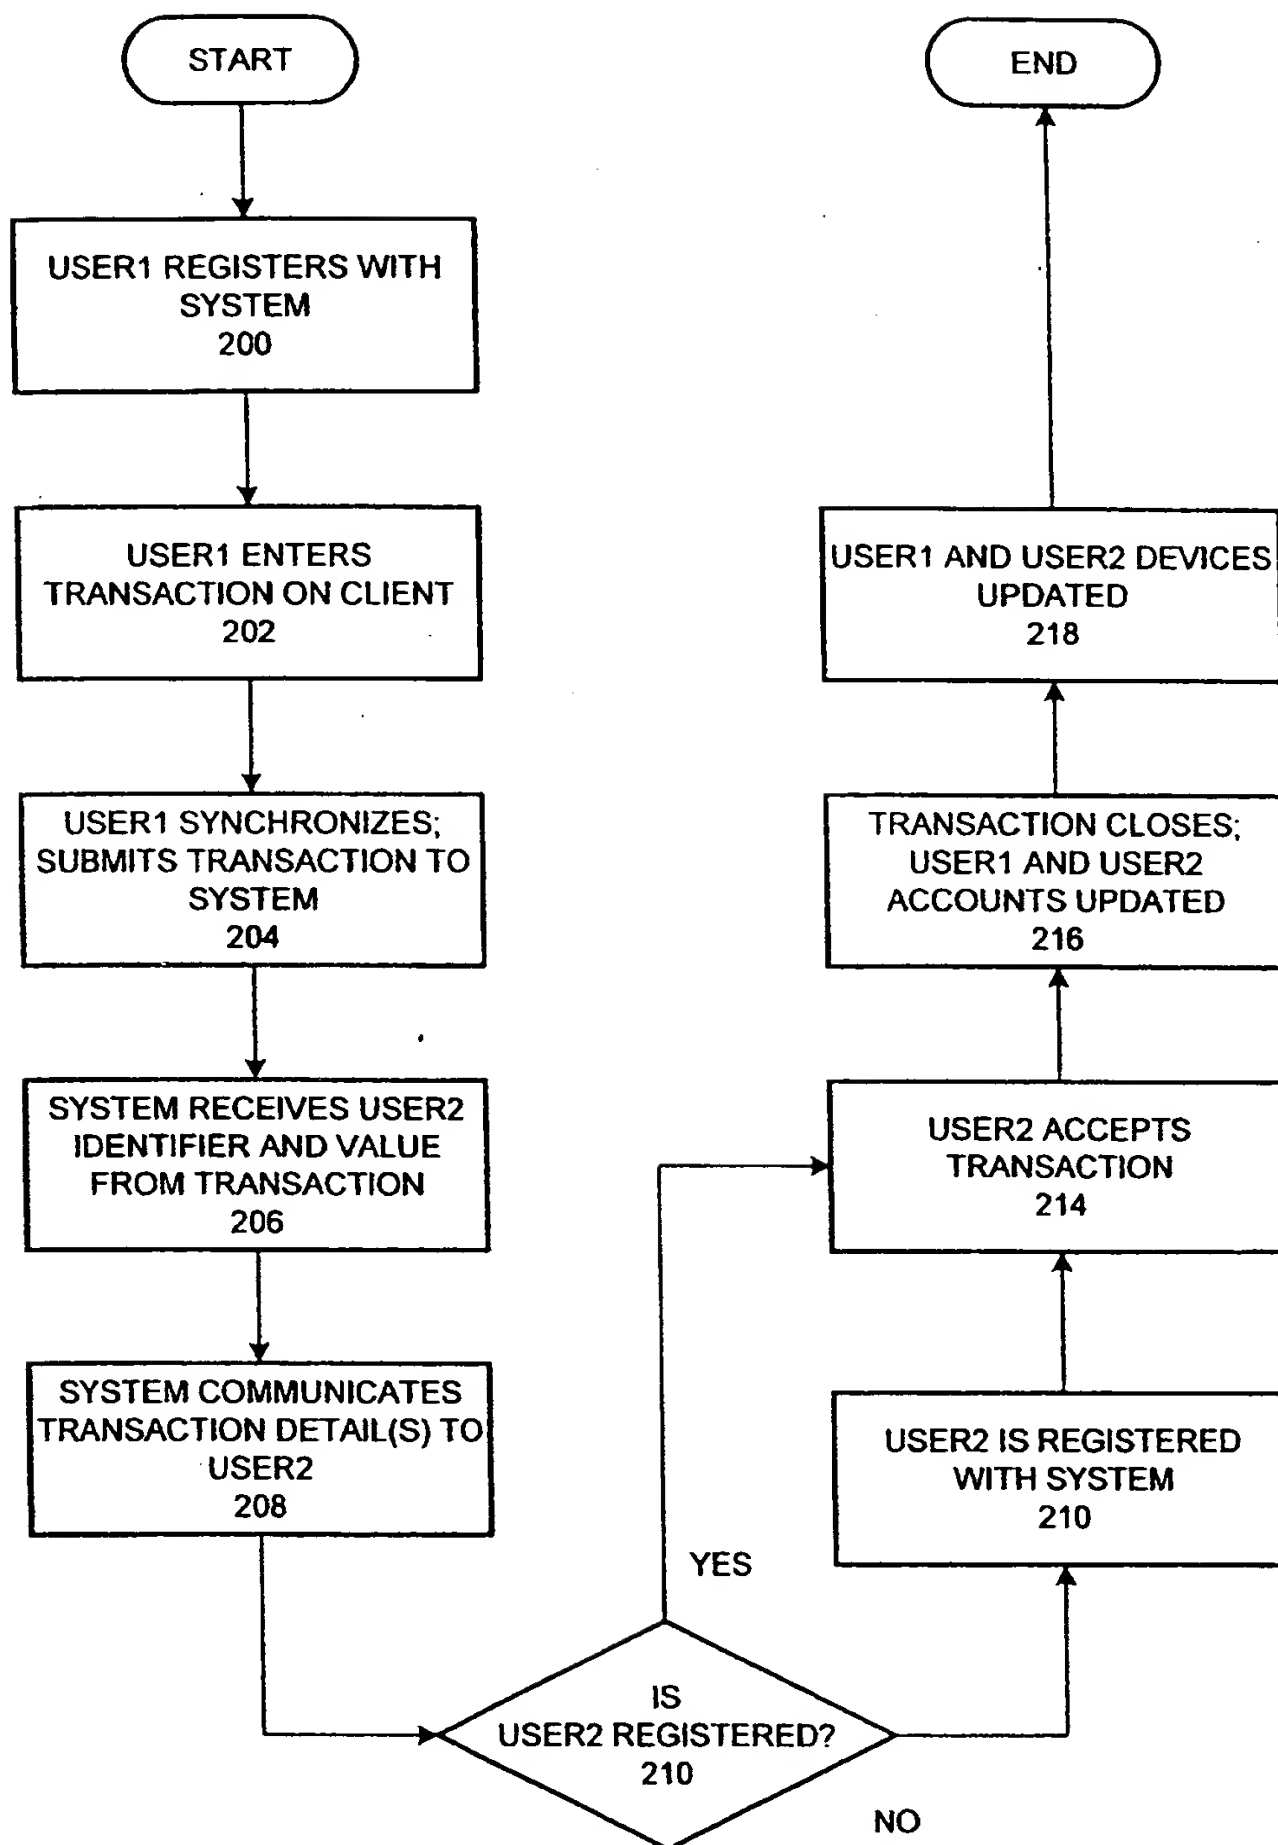 START
USER1 REGISTERS WITH
SYSTEM
200
USER1 ENTERS
TRANSACTION ON CLIENT
202
USER1 SYNCHRONIZES;
SUBMITS TRANSACTION TO
SYSTEM
204
SYSTEM RECEIVES USER2
IDENTIFIER AND VALUE
FROM TRANSACTION
206
SYSTEM COMMUNICATES
TRANSACTION DETAIL(S) TO
USER2
208
IS
USER2 REGISTERED?
210
YES
NO
USER2 IS REGISTERED
WITH SYSTEM
210
USER2 ACCEPTS
TRANSACTION
214
TRANSACTION CLOSES;
USER1 AND USER2
ACCOUNTS UPDATED
216
USER1 AND USER2 DEVICES
UPDATED
218
END